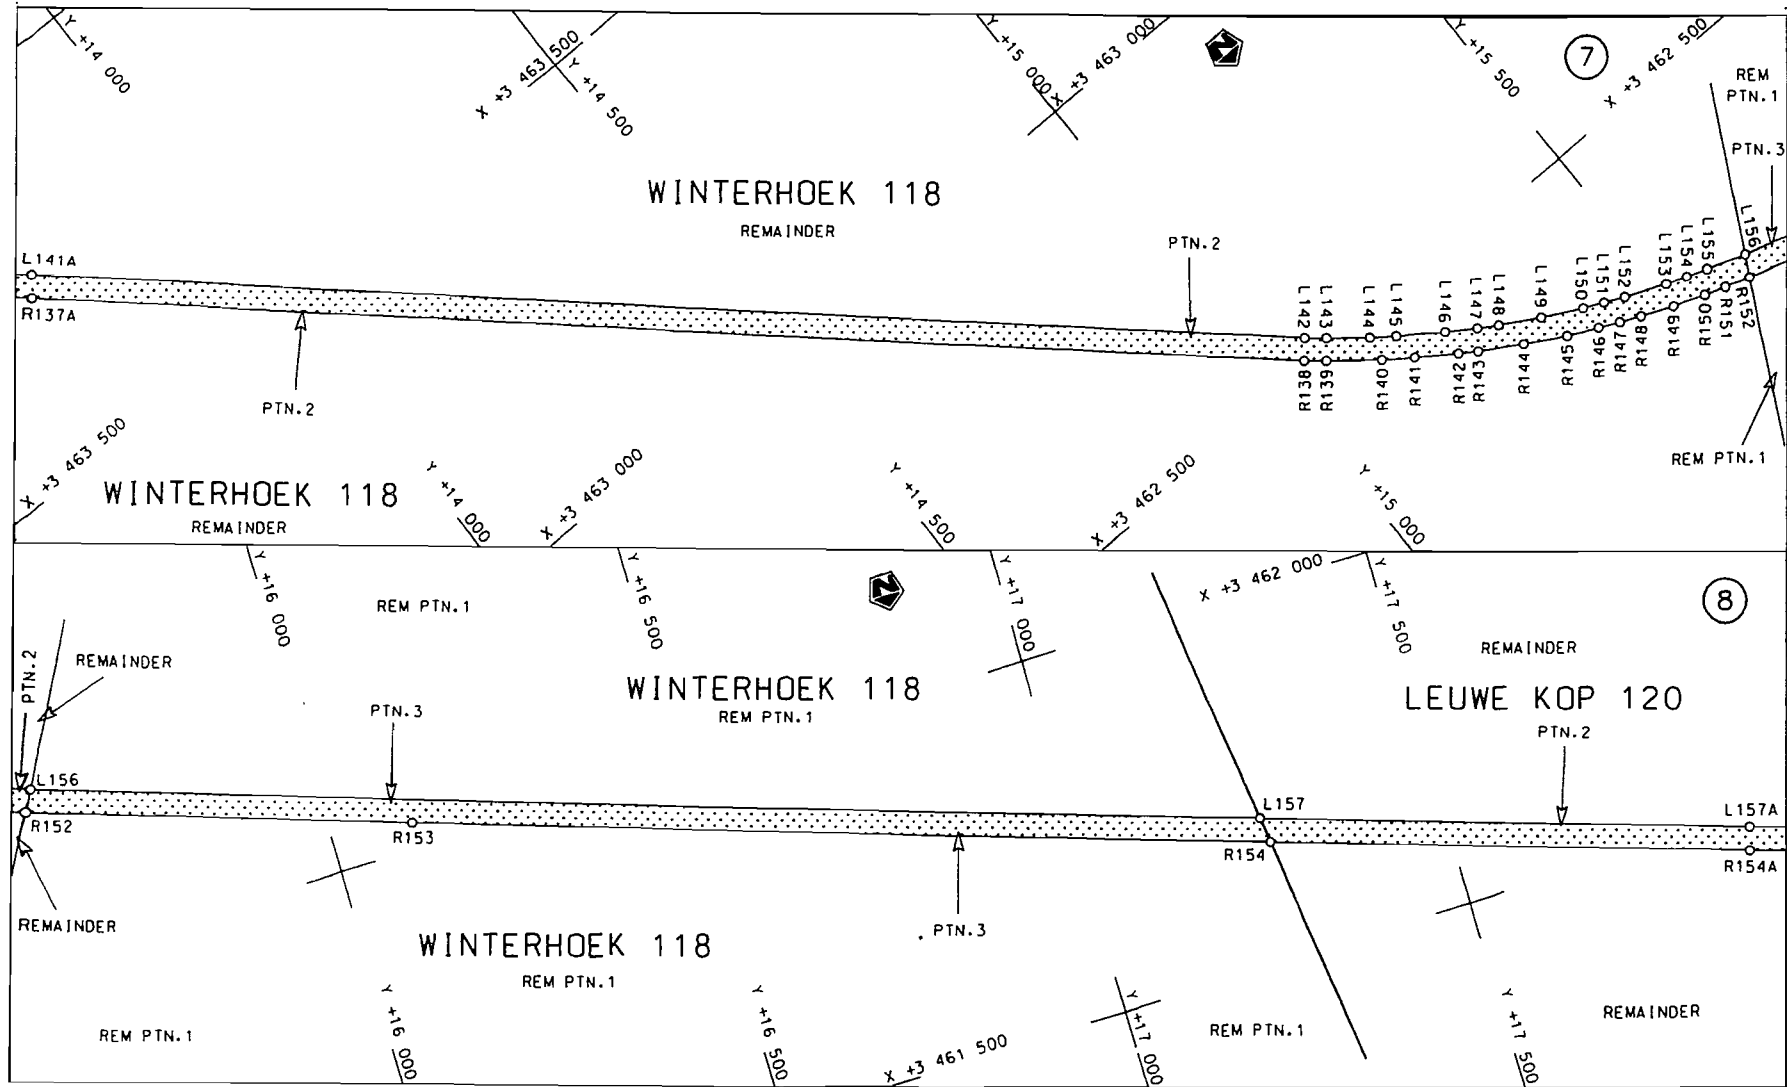 Y +14 000
X +3 463 500
Y +14 500
Y +15 000
X +3 463 000
N
Y +15 500
7
X +3 462 500
REM
PTN.1
PTN.3
WINTERHOEK 118
REMAINDER
PTN.2
L141A
R137A
L142
L143
L144
L145
L146
L147
L148
L149
L150
L151
L152
L153
L154
L155
L156
R138
R139
R140
R141
R142
R143
R144
R145
R146
R147
R148
R149
R150
R151
R152
PTN.2
REM PTN.1
X +3 463 500
WINTERHOEK 118
REMAINDER
Y +14 000
X +3 463 000
Y +14 500
X +3 462 500
Y +15 000
Y +16 000
REM PTN.1
Y +16 500
N
Y +17 000
X +3 462 000
Y +17 500
8
PTN.2
REMAINDER
PTN.3
WINTERHOEK 118
REM PTN.1
REMAINDER
LEUWE KOP 120
PTN.2
L156
R152
R153
L157
R154
L157A
R154A
REMAINDER
WINTERHOEK 118
REM PTN.1
PTN.3
REM PTN.1
Y +16 000
Y +16 500
X +3 461 500
Y +17 000
REM PTN.1
Y +17 500
REMAINDER